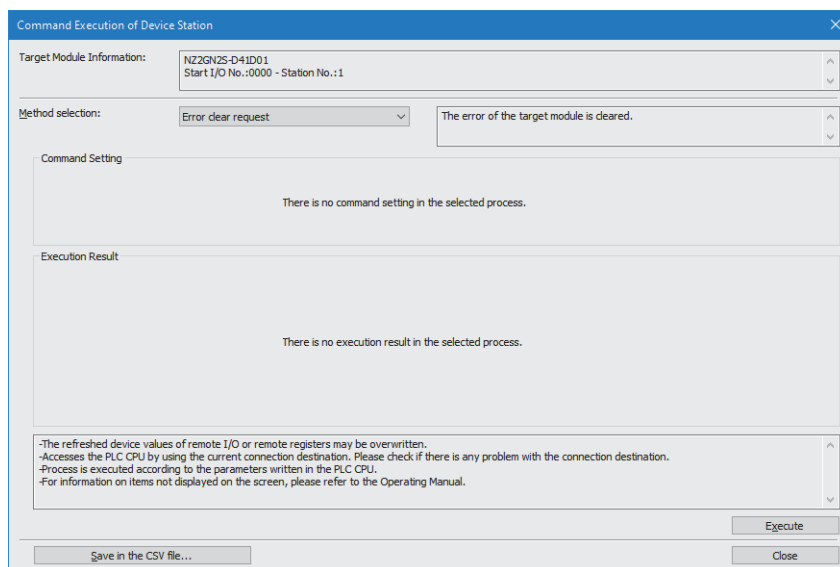 Command Execution of Device Station
Target Module Information:
NZ2GN2S-D41D01
Start I/O No.:0000 - Station No.:1
Method selection:
Error clear request
The error of the target module is cleared.
Command Setting
There is no command setting in the selected process.
Execution Result
There is no execution result in the selected process.
-The refreshed device values of remote I/O or remote registers may be overwritten.
-Accesses the PLC CPU by using the current connection destination. Please check if there is any problem with the connection destination.
-Process is executed according to the parameters written in the PLC CPU.
-For information on items not displayed on the screen, please refer to the Operating Manual.
Execute
Save in the CSV file...
Close